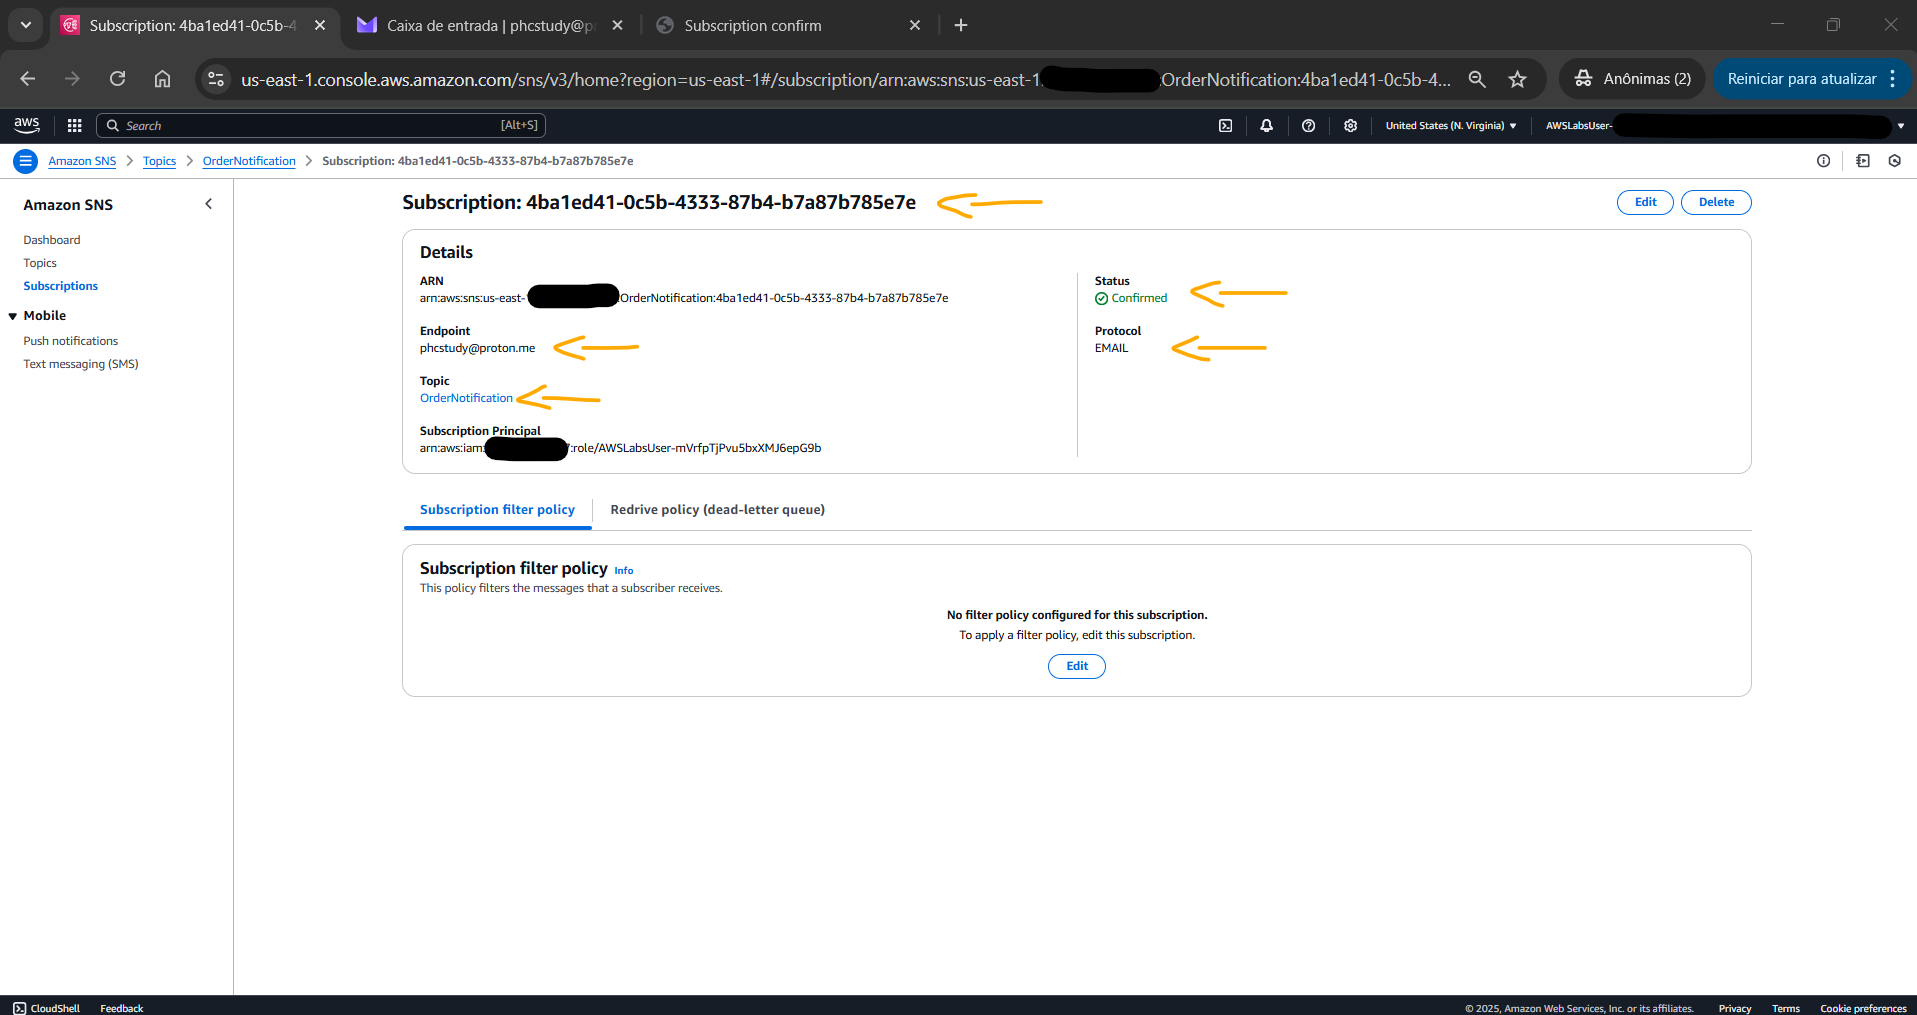 Subscription: 4ba1ed41-0c5b-4
Caixa de entrada | phcstudy@p
Subscription confirm
us-east-1.console.aws.amazon.com/sns/v3/home?region=us-east-1#/subscription/arn:aws:sns:us-east-1 OrderNotification:4ba1ed41-0c5b-4...
Anônimas (2)
Reiniciar para atualizar
aws
Search
[Alt+S]
United States (N. Virginia)
AWSLabsUser-
Amazon SNS
Topics
OrderNotification
Subscription: 4ba1ed41-0c5b-4333-87b4-b7a87b785e7e
Amazon SNS
Dashboard
Topics
Subscriptions
Mobile
Push notifications
Text messaging (SMS)
Subscription: 4ba1ed41-0c5b-4333-87b4-b7a87b785e7e
Edit
Delete
Details
ARN
arn:aws:sns:us-east- :OrderNotification:4ba1ed41-0c5b-4333-87b4-b7a87b785e7e
Endpoint
phcstudy@proton.me
Topic
OrderNotification
Subscription Principal
arn:aws:iam: :role/AWSLabsUser-mVrfpTjPvu5bxXMJ6epG9b
Status
Confirmed
Protocol
EMAIL
Subscription filter policy
Redrive policy (dead-letter queue)
Subscription filter policy Info
This policy filters the messages that a subscriber receives.
No filter policy configured for this subscription.
To apply a filter policy, edit this subscription.
Edit
CloudShell
Feedback
© 2025, Amazon Web Services, Inc. or its affiliates.
Privacy
Terms
Cookie preferences